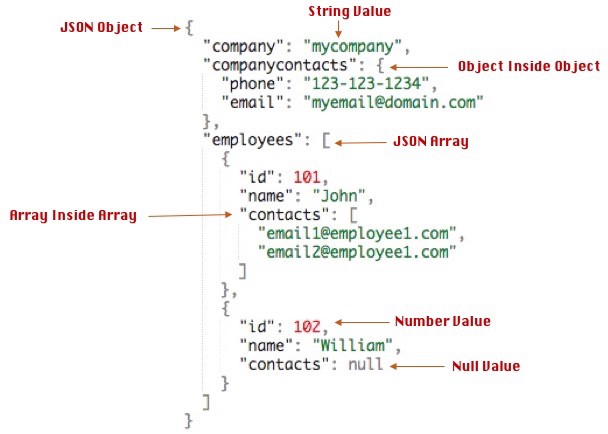 String Value
JSON Object
{
"company": "mycompany",
"companycontacts": {
Object Inside Object
"phone": "123-123-1234",
"email": "myemail@domain.com"
},
"employees": [
JSON Array
{
"id": 101,
"name": "John",
Array Inside Array
"contacts": [
"email1@employee1.com",
"email2@employee1.com"
]
},
{
"id": 102,
Number Value
"name": "William",
"contacts": null
Null Value
}
]
}